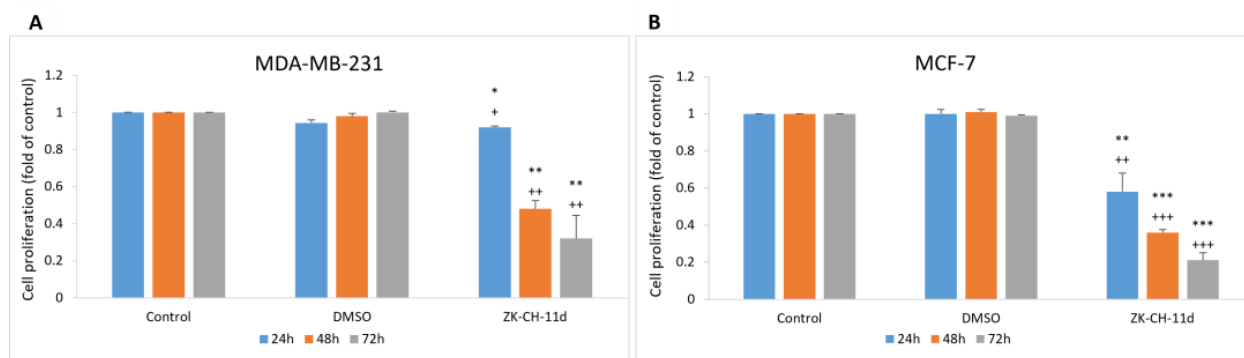 A
MDA-MB-231
Cell proliferation (fold of control)
1.2
1
0.8
0.6
0.4
0.2
0
*
+
**
++
**
++
Control DMSO ZK-CH-11d
24h 48h 72h
B
MCF-7
Cell proliferation (fold of control)
1.2
1
0.8
0.6
0.4
0.2
0
**
++
***
+++
***
+++
Control DMSO ZK-CH-11d
24h 48h 72h